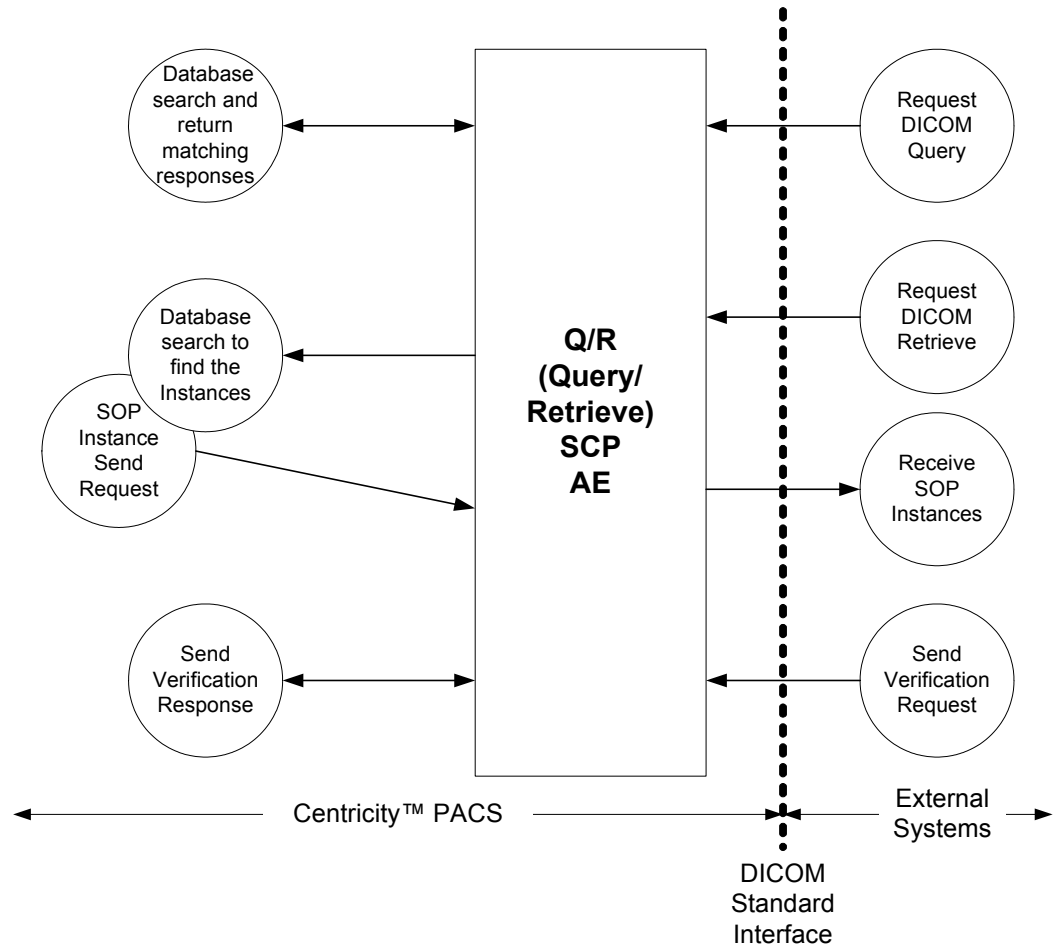 Database
search and
return
matching
responses
Request
DICOM
Query
Database
search to
find the
Instances
SOP
Instance
Send
Request
Q/R
(Query/
Retrieve)
SCP
AE
Request
DICOM
Retrieve
Receive
SOP
Instances
Send
Verification
Response
Send
Verification
Request
Centricity™ PACS
External
Systems
DICOM
Standard
Interface